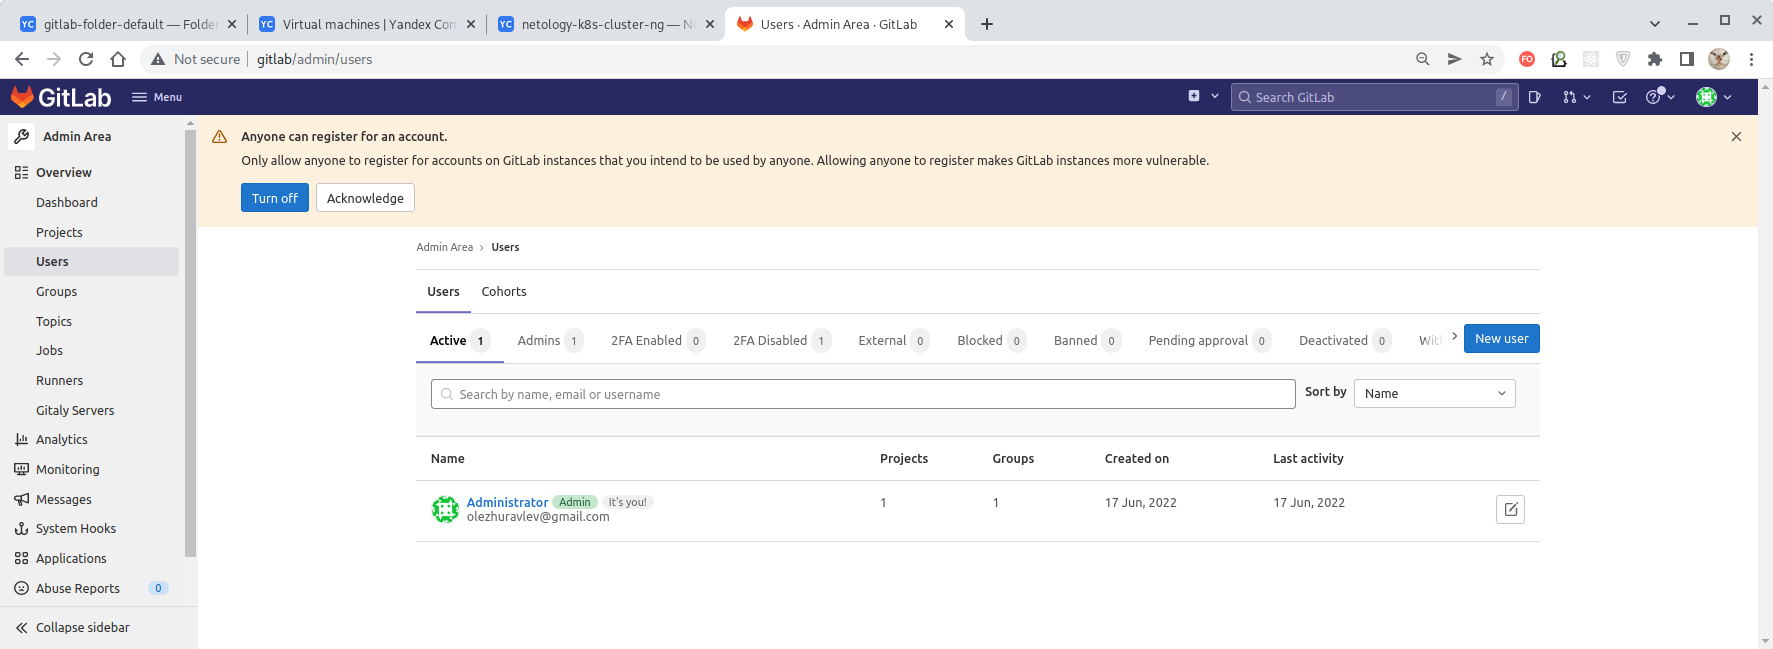 YC gitlab-folder-default — Folder
YC Virtual machines | Yandex Con
YC netology-k8s-cluster-ng — No
Users · Admin Area · GitLab
Not secure gitlab/admin/users
FO
GitLab Menu
Search GitLab /
Admin Area
Overview
Dashboard
Projects
Users
Groups
Topics
Jobs
Runners
Gitaly Servers
Analytics
Monitoring
Messages
System Hooks
Applications
Abuse Reports 0
Collapse sidebar
Anyone can register for an account.
Only allow anyone to register for accounts on GitLab instances that you intend to be used by anyone. Allowing anyone to register makes GitLab instances more vulnerable.
Turn off Acknowledge
Admin Area › Users
Users Cohorts
Active 1 Admins 1 2FA Enabled 0 2FA Disabled 1 External 0 Blocked 0 Banned 0 Pending approval 0 Deactivated 0 With New user
Search by name, email or username Sort by Name
Name Projects Groups Created on Last activity
Administrator Admin It's you! 1 1 17 Jun, 2022 17 Jun, 2022
olezhuravlev@gmail.com